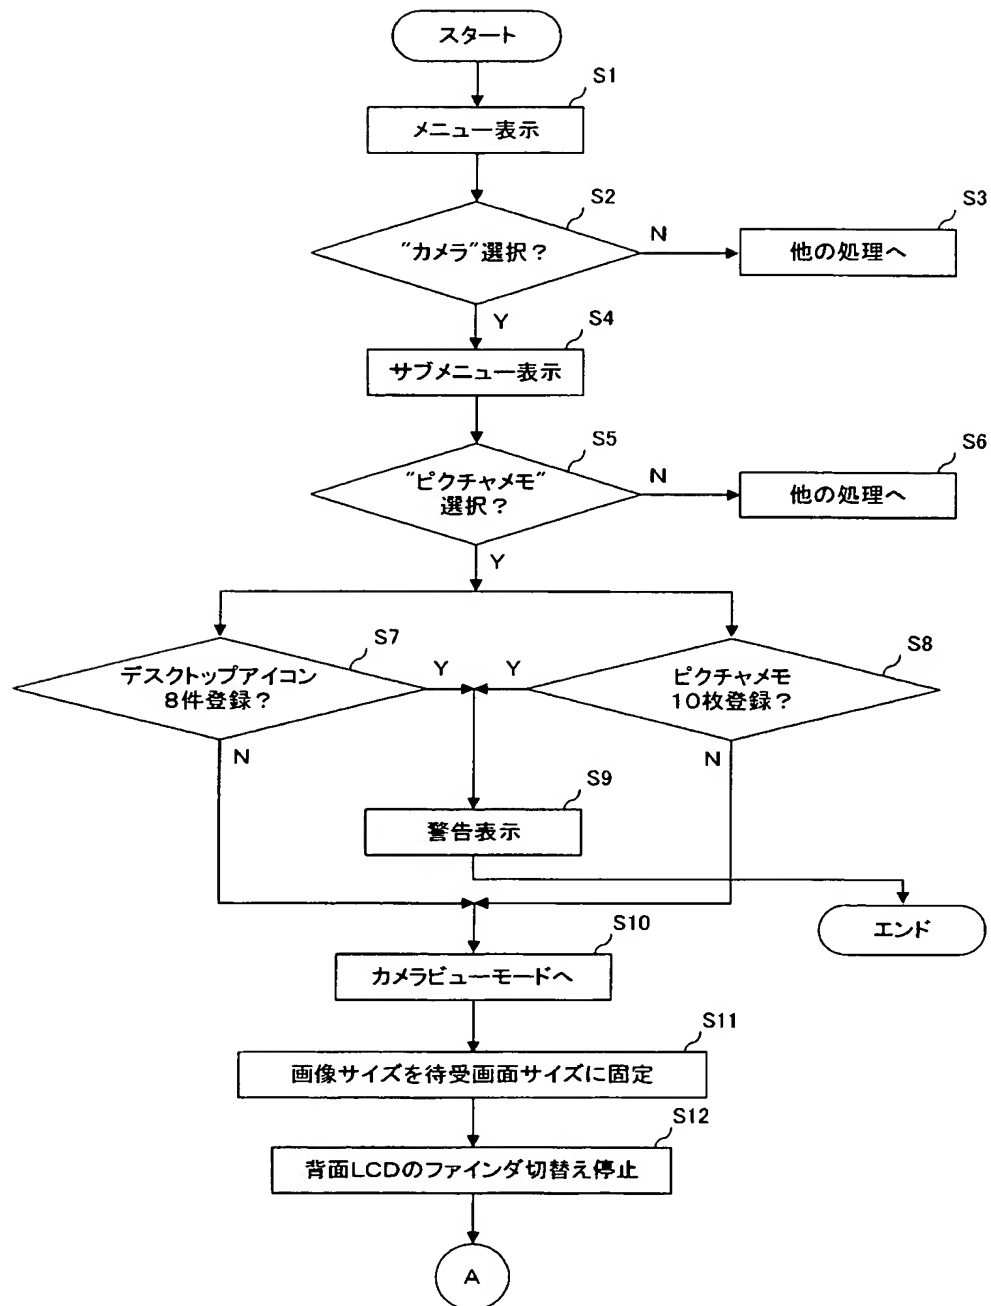 スタート
S1
メニュー表示
S2
"カメラ"選択？
N
S3
他の処理へ
Y
S4
サブメニュー表示
S5
"ピクチャメモ"
選択？
N
S6
他の処理へ
Y
S7
デスクトップアイコン
8件登録？
Y
N
S8
ピクチャメモ
10枚登録？
Y
N
S9
警告表示
エンド
S10
カメラビューモードへ
S11
画像サイズを待受画面サイズに固定
S12
背面LCDのファインダ切替え停止
A